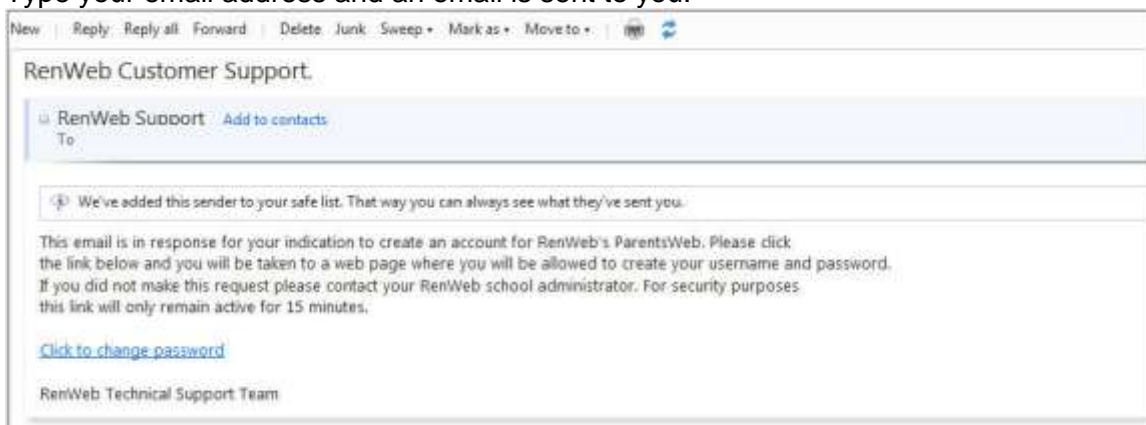 Type your email address and an email is sent to you.
New Reply Reply all Forward Delete Junk Sweep Mark as Move to
RenWeb Customer Support.
RenWeb Support Add to contacts
To
We've added this sender to your safe list. That way you can always see what they've sent you.
This email is in response for your indication to create an account for RenWeb's ParentsWeb. Please click
the link below and you will be taken to a web page where you will be allowed to create your username and password.
If you did not make this request please contact your RenWeb school administrator. For security purposes
this link will only remain active for 15 minutes.
Click to change password
RenWeb Technical Support Team